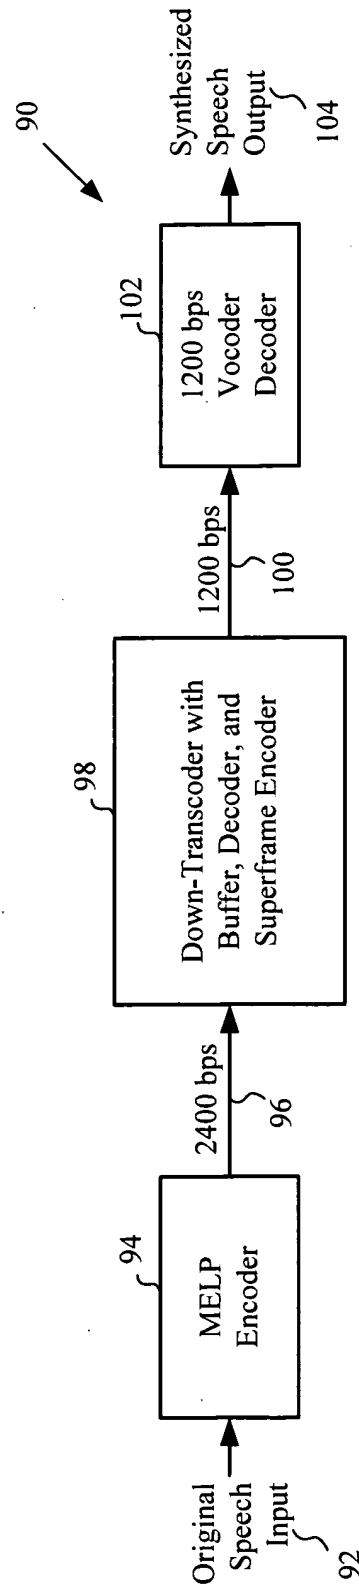 90
Original
Speech
Input
92
94
MELP
Encoder
2400 bps
96
98
Down-Transcoder with
Buffer, Decoder, and
Superframe Encoder
1200 bps
100
102
1200 bps
Vocoder
Decoder
Synthesized
Speech
Output
104